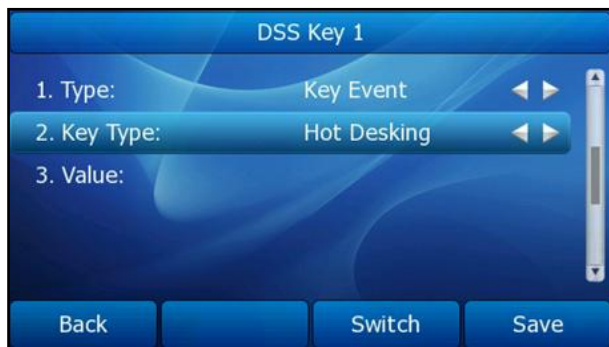 DSS Key 1
1. Type: Key Event
2. Key Type: Hot Desking
3. Value:
Back Switch Save